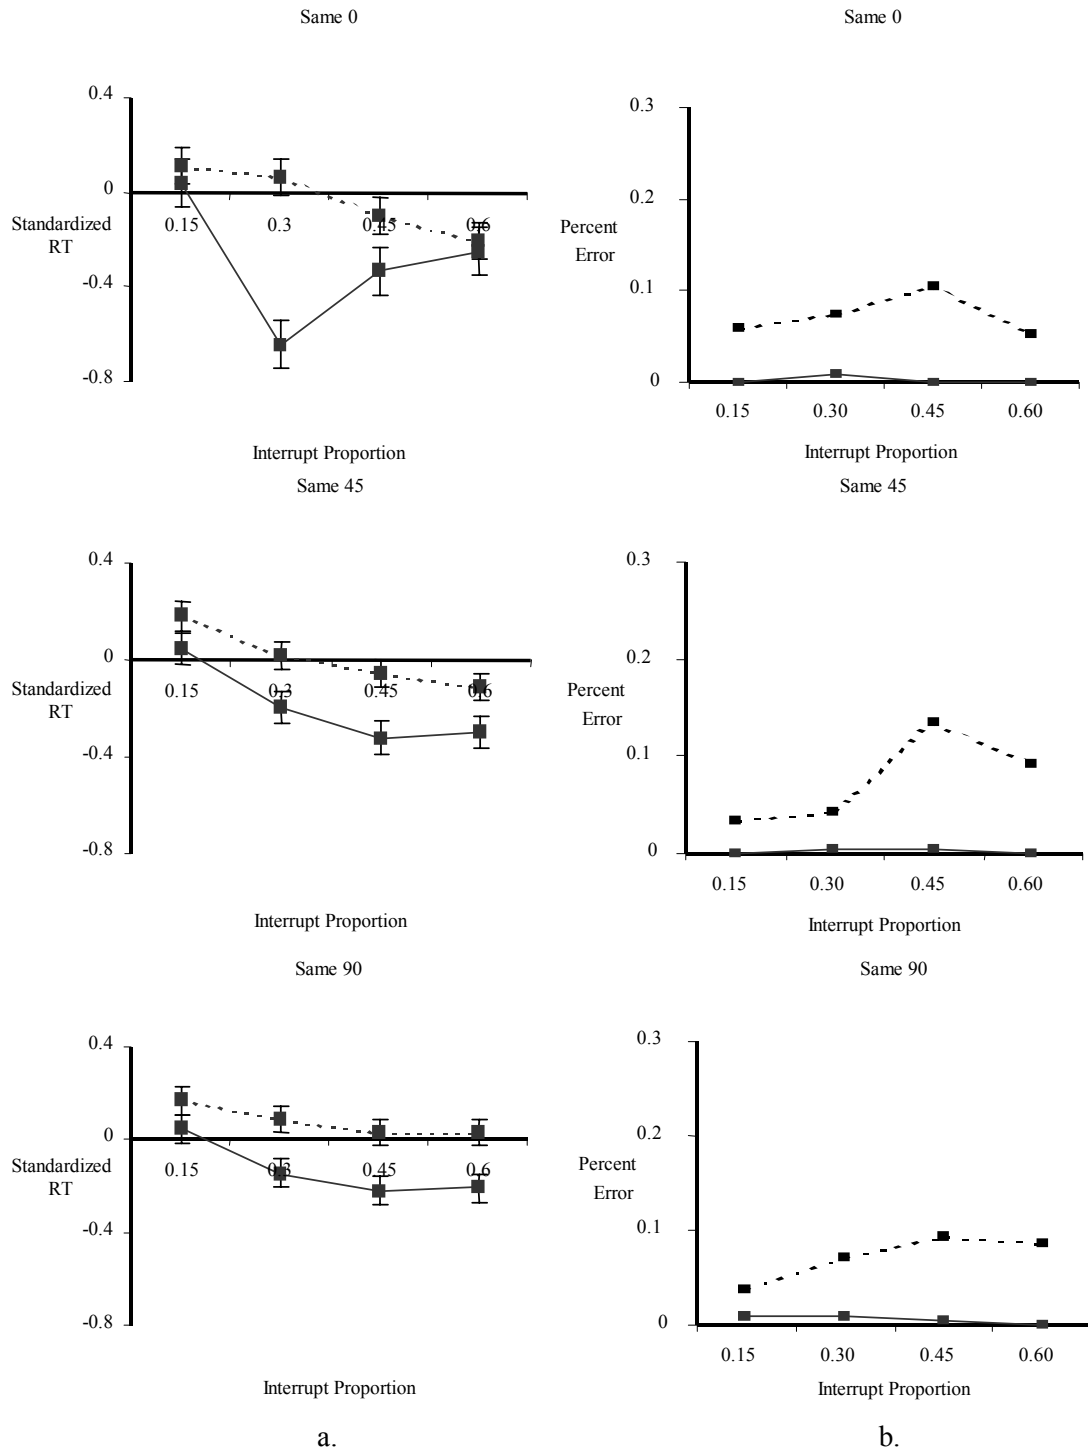 Same 0
0.4
0
-0.4
-0.8
Standardized
RT
0.15 0.3 0.45 0.6
Interrupt Proportion
Same 0
0.3
0.2
0.1
0
Percent
Error
0.15 0.30 0.45 0.60
Interrupt Proportion
Same 45
0.4
0
-0.4
-0.8
Standardized
RT
0.15 0.3 0.45 0.6
Interrupt Proportion
Same 45
0.3
0.2
0.1
0
Percent
Error
0.15 0.30 0.45 0.60
Interrupt Proportion
Same 90
0.4
0
-0.4
-0.8
Standardized
RT
0.15 0.3 0.45 0.6
Interrupt Proportion
Same 90
0.3
0.2
0.1
0
Percent
Error
0.15 0.30 0.45 0.60
Interrupt Proportion
a.
b.